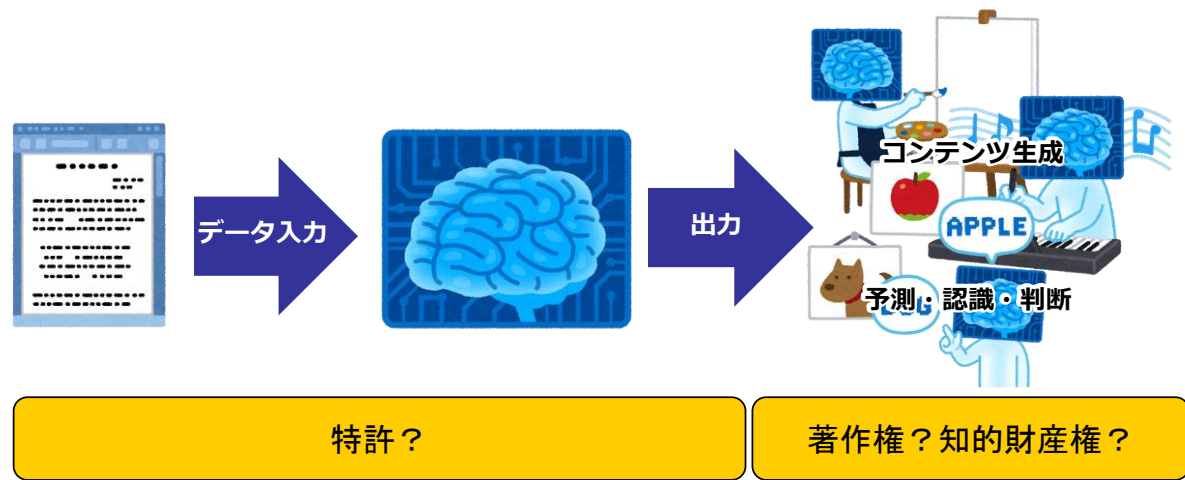 データ入力
出力
コンテンツ生成
APPLE
DOG
予測・認識・判断
特許？
著作権？知的財産権？